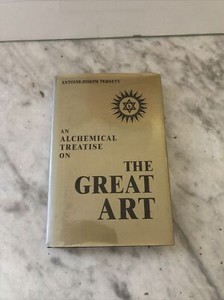 ANTOINE-JOSEPH PERNETY
AN
ALCHEMICAL
TREATISE
ON
THE
GREAT
ART